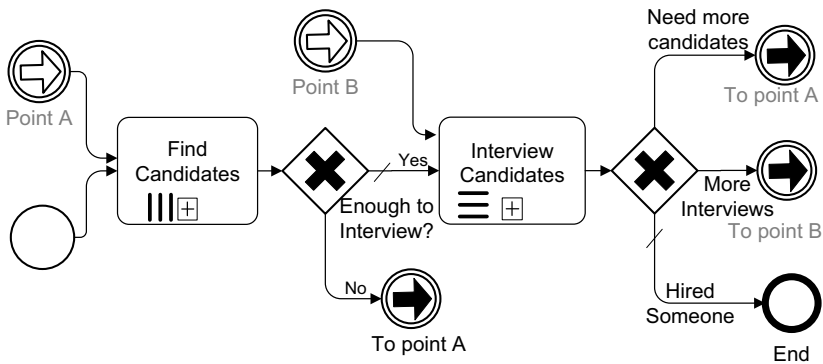 Point A
Find
Candidates
Enough to
Interview?
Yes
No
To point A
Point B
Interview
Candidates
Need more
candidates
To point A
More
Interviews
To point B
Hired
Someone
End